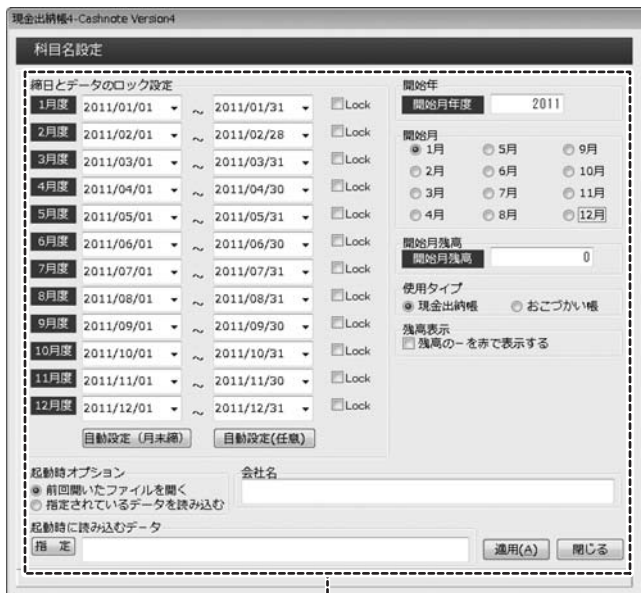 現金出納帳4-Cashnote Version4
科目名設定
締日とデータのロック設定
1月度 2011/01/01 ～ 2011/01/31 Lock
2月度 2011/02/01 ～ 2011/02/28 Lock
3月度 2011/03/01 ～ 2011/03/31 Lock
4月度 2011/04/01 ～ 2011/04/30 Lock
5月度 2011/05/01 ～ 2011/05/31 Lock
6月度 2011/06/01 ～ 2011/06/30 Lock
7月度 2011/07/01 ～ 2011/07/31 Lock
8月度 2011/08/01 ～ 2011/08/31 Lock
9月度 2011/09/01 ～ 2011/09/30 Lock
10月度 2011/10/01 ～ 2011/10/31 Lock
11月度 2011/11/01 ～ 2011/11/30 Lock
12月度 2011/12/01 ～ 2011/12/31 Lock
自動設定（月末締） 自動設定(任意)
開始年
開始月年度 2011
開始月
1月 5月 9月
2月 6月 10月
3月 7月 11月
4月 8月 12月
開始月残高
開始月残高 0
使用タイプ
現金出納帳 おこづかい帳
残高表示
残高の－を赤で表示する
起動時オプション
前回開いたファイルを開く
指定されているデータを読み込む
会社名
起動時に読み込むデータ
指 定
適用(A) 閉じる